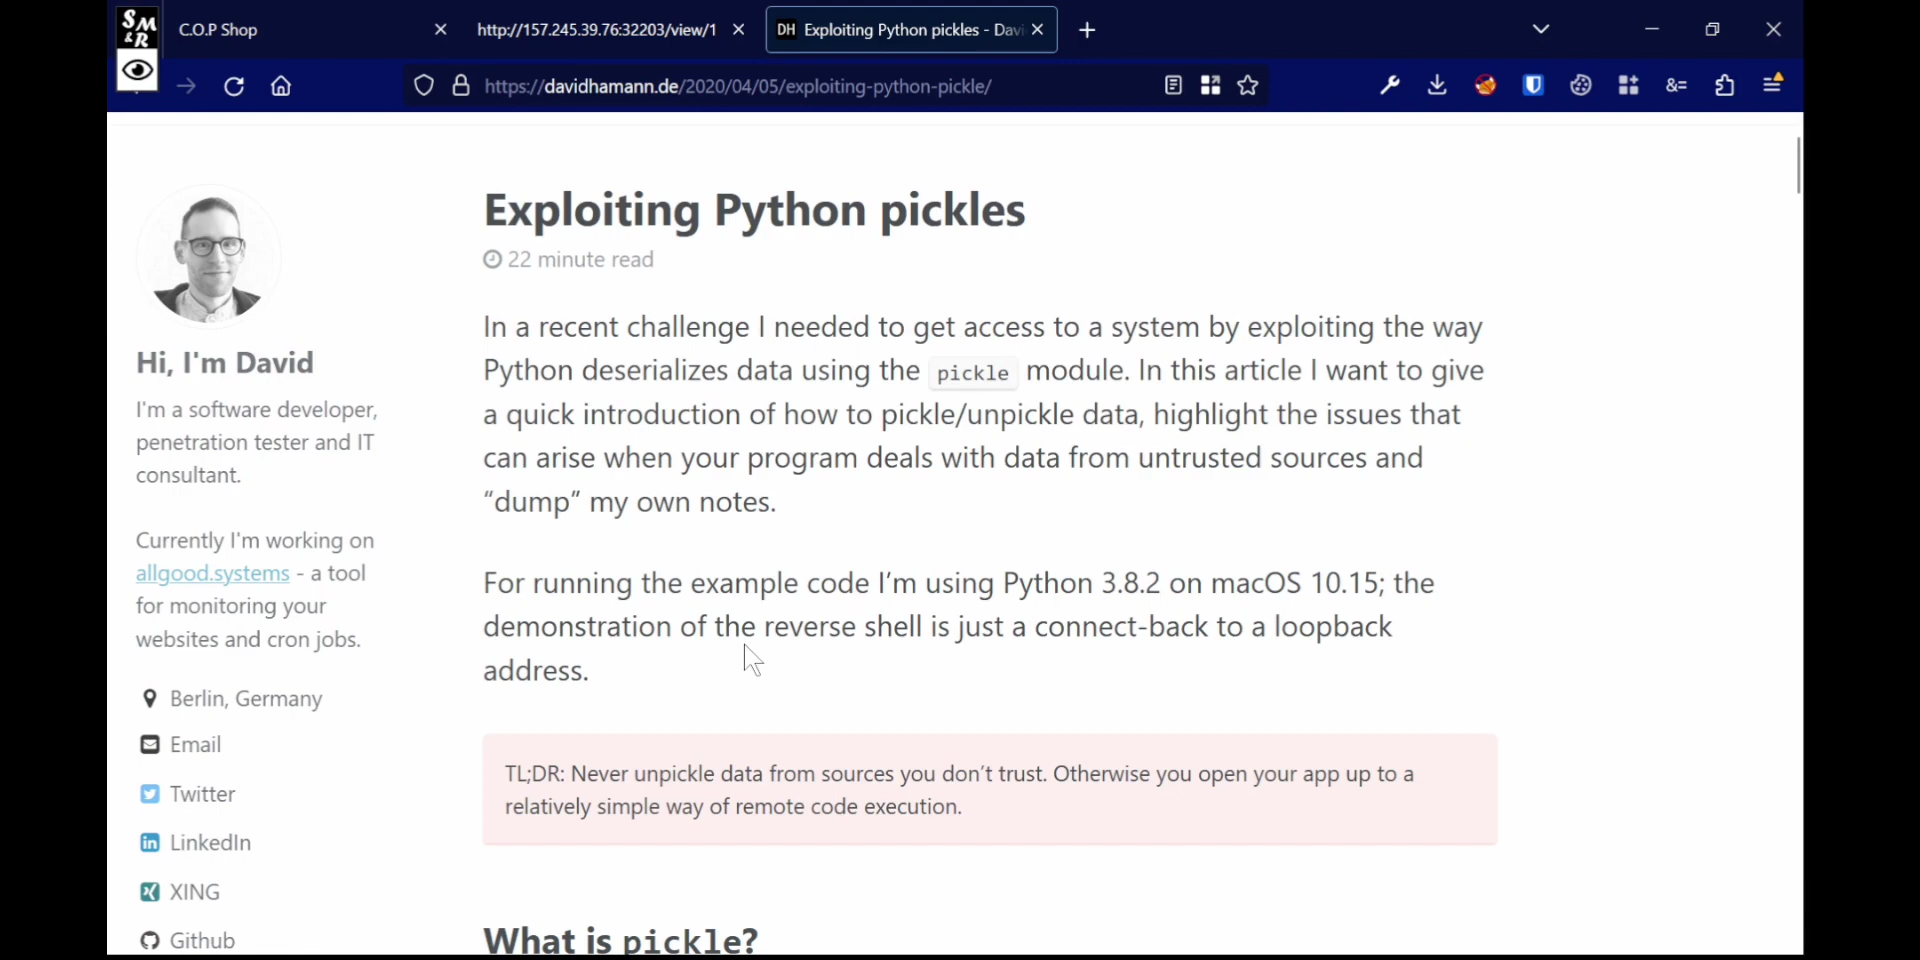 SM
&R
C.O.P Shop
http://157.245.39.76:32203/view/1
DH Exploiting Python pickles - Davi
https://davidhamann.de/2020/04/05/exploiting-python-pickle/
&=
Exploiting Python pickles
22 minute read
In a recent challenge I needed to get access to a system by exploiting the way
Python deserializes data using the pickle module. In this article I want to give
a quick introduction of how to pickle/unpickle data, highlight the issues that
can arise when your program deals with data from untrusted sources and
“dump” my own notes.
For running the example code I’m using Python 3.8.2 on macOS 10.15; the
demonstration of the reverse shell is just a connect-back to a loopback
address.
TL;DR: Never unpickle data from sources you don’t trust. Otherwise you open your app up to a
relatively simple way of remote code execution.
What is pickle?
Hi, I'm David
I'm a software developer,
penetration tester and IT
consultant.
Currently I'm working on
allgood.systems - a tool
for monitoring your
websites and cron jobs.
Berlin, Germany
Email
Twitter
LinkedIn
XING
Github